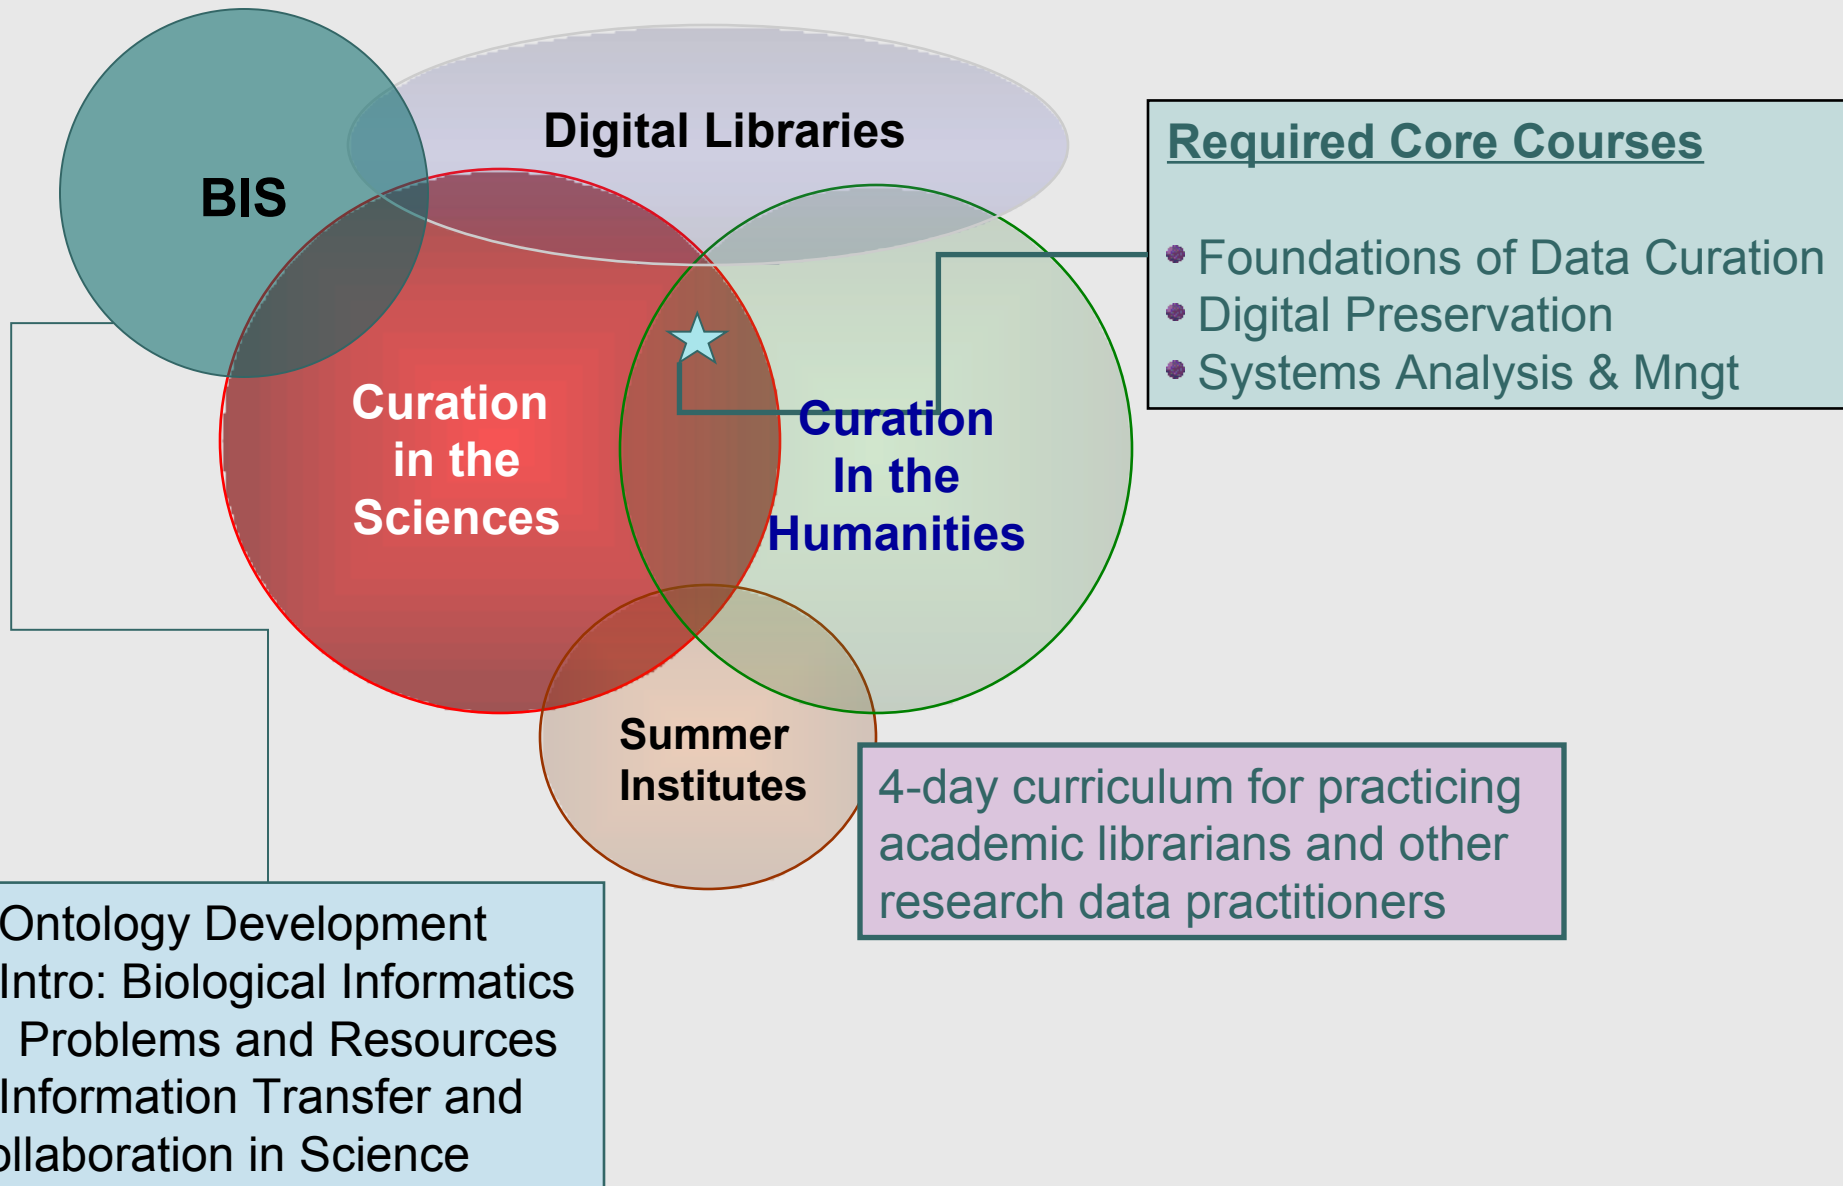 Digital Libraries
BIS
Required Core Courses
Foundations of Data Curation
Digital Preservation
Systems Analysis & Mngt
Curation
in the
Sciences
Curation
In the
Humanities
Summer
Institutes
4-day curriculum for practicing
academic librarians and other
research data practitioners
Ontology Development
Intro: Biological Informatics
Problems and Resources
Information Transfer and
ollaboration in Science